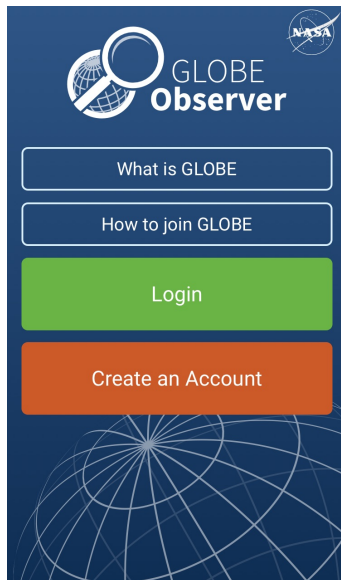 NASA
GLOBE
Observer
What is GLOBE
How to join GLOBE
Login
Create an Account